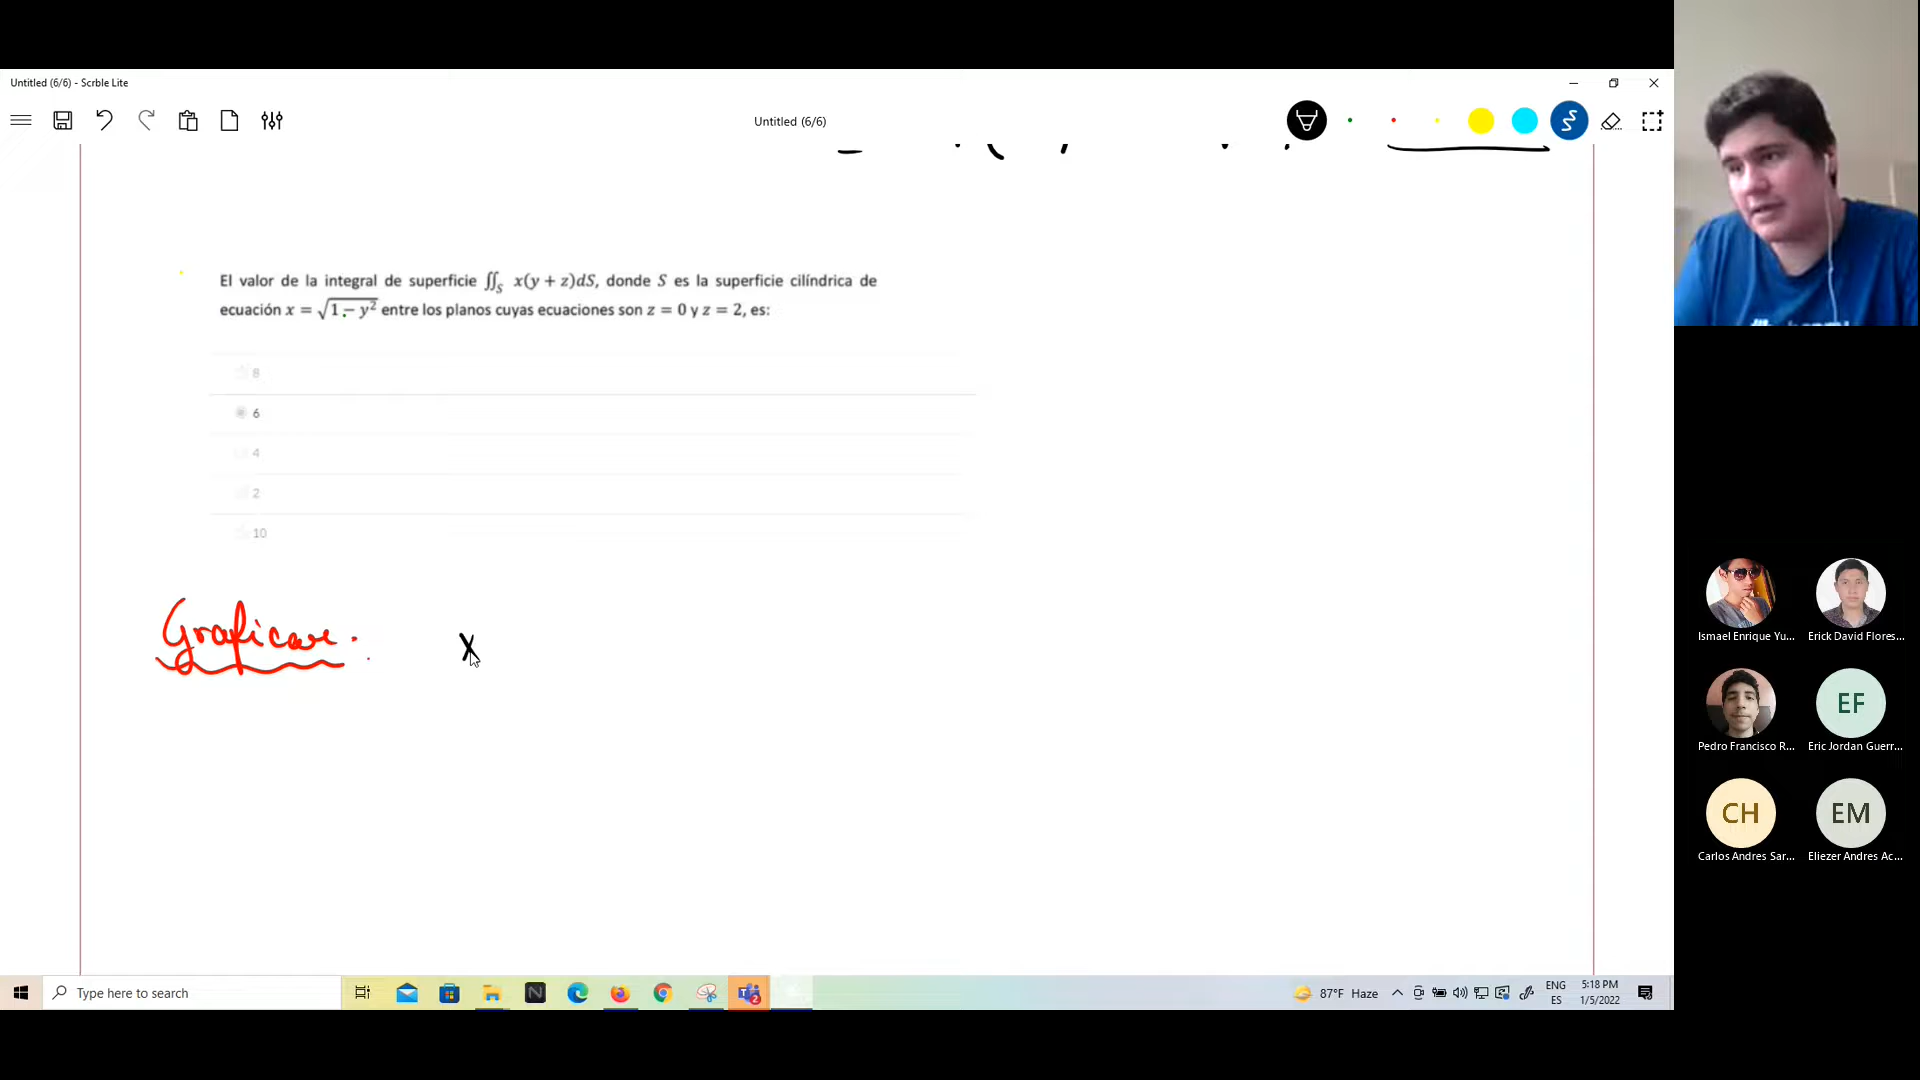 Untitled (6/6) - Scrble Lite
Untitled (6/6)
El valor de la integral de superficie ∬_S x(y + z)dS, donde S es la superficie cilíndrica de
ecuación x = √(1 − y²) entre los planos cuyas ecuaciones son z = 0 y z = 2, es:
8
6
4
2
10
Graficar.
X
Ismael Enrique Yu...
Erick David Flores...
Pedro Francisco R...
EF
Eric Jordan Guerr...
CH
Carlos Andres Sar...
EM
Eliezer Andres Ac...
Type here to search
2
87°F Haze
ENG
ES
5:18 PM
1/5/2022